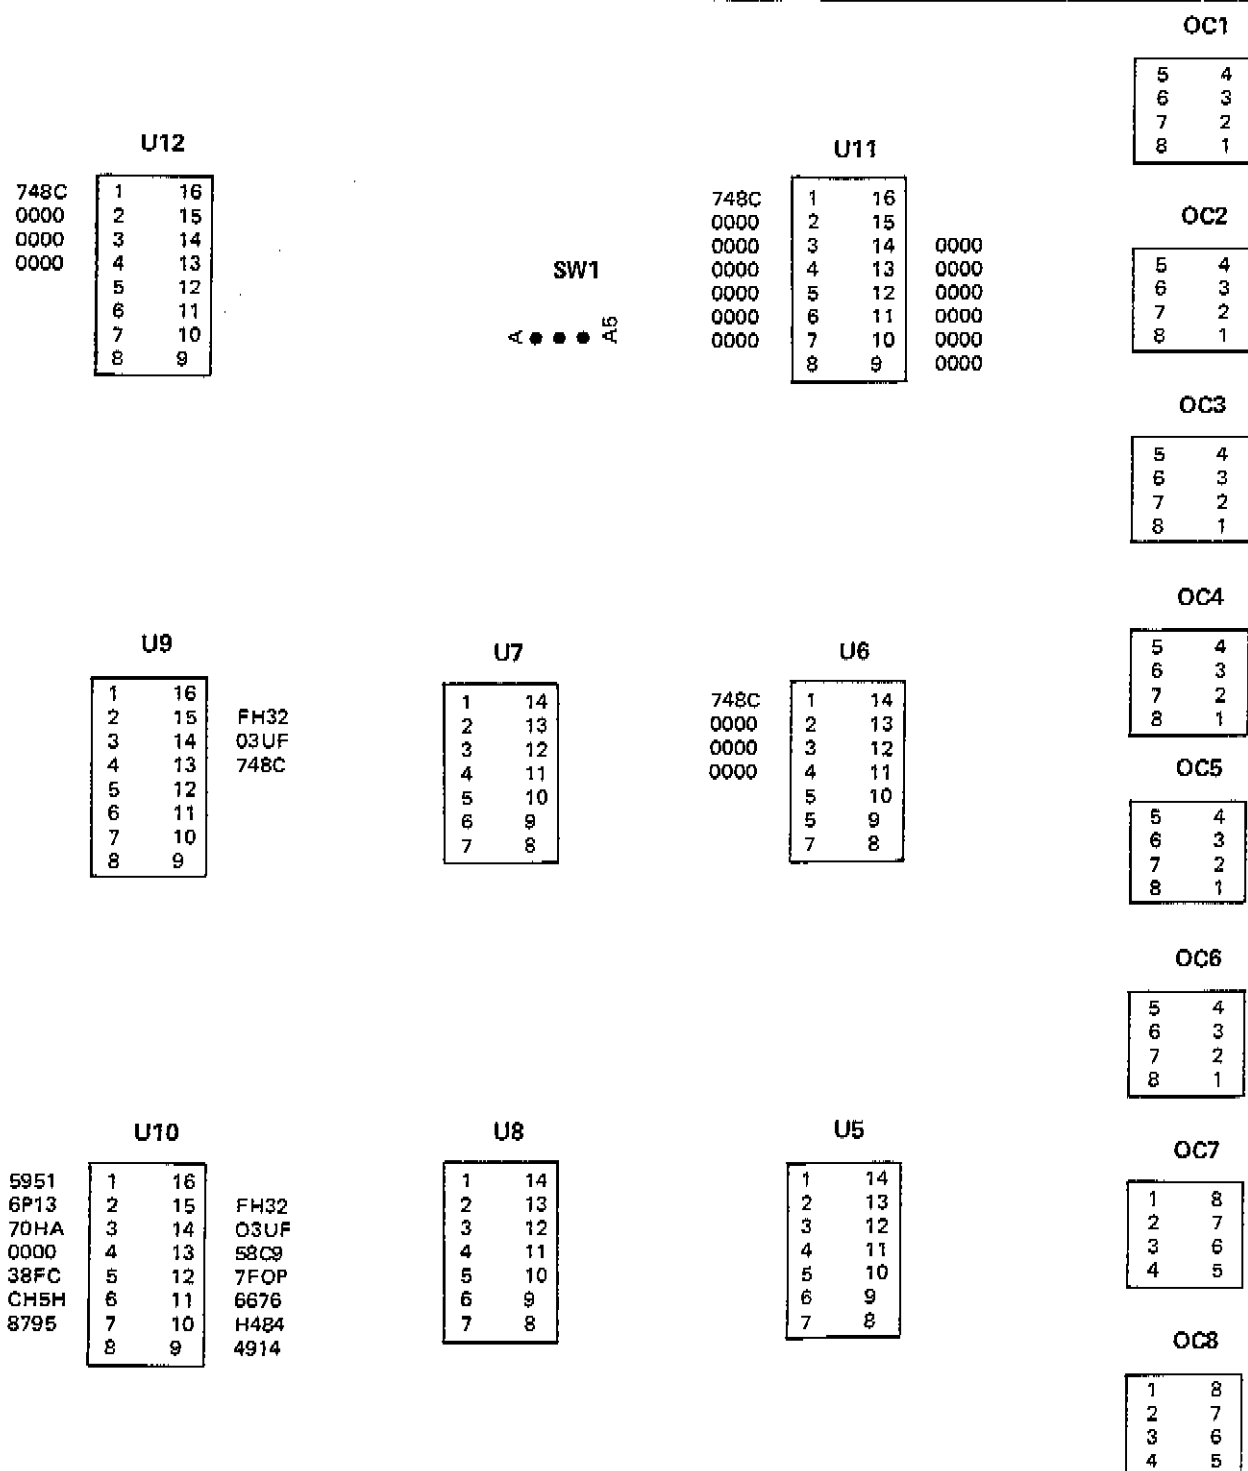 OC1
5 4
6 3
7 2
8 1
U12
748C 1 16
0000 2 15
0000 3 14
0000 4 13
5 12
6 11
7 10
8 9
SW1
A A5
U11
748C 1 16
0000 2 15
0000 3 14 0000
0000 4 13 0000
0000 5 12 0000
0000 6 11 0000
0000 7 10 0000
8 9 0000
OC2
5 4
6 3
7 2
8 1
OC3
5 4
6 3
7 2
8 1
OC4
5 4
6 3
7 2
8 1
U9
1 16
2 15 FH32
3 14 03UF
4 13 748C
5 12
6 11
7 10
8 9
U7
1 14
2 13
3 12
4 11
5 10
6 9
7 8
U6
748C 1 14
0000 2 13
0000 3 12
0000 4 11
5 10
5 9
7 8
OC5
5 4
6 3
7 2
8 1
OC6
5 4
6 3
7 2
8 1
U10
5951 1 16
6P13 2 15 FH32
70HA 3 14 O3UF
0000 4 13 58C9
38FC 5 12 7FOP
CH5H 6 11 6676
8795 7 10 H484
8 9 4914
U8
1 14
2 13
3 12
4 11
5 10
6 9
7 8
U5
1 14
2 13
3 12
4 11
5 10
6 9
7 8
OC7
1 8
2 7
3 6
4 5
OC8
1 8
2 7
3 6
4 5